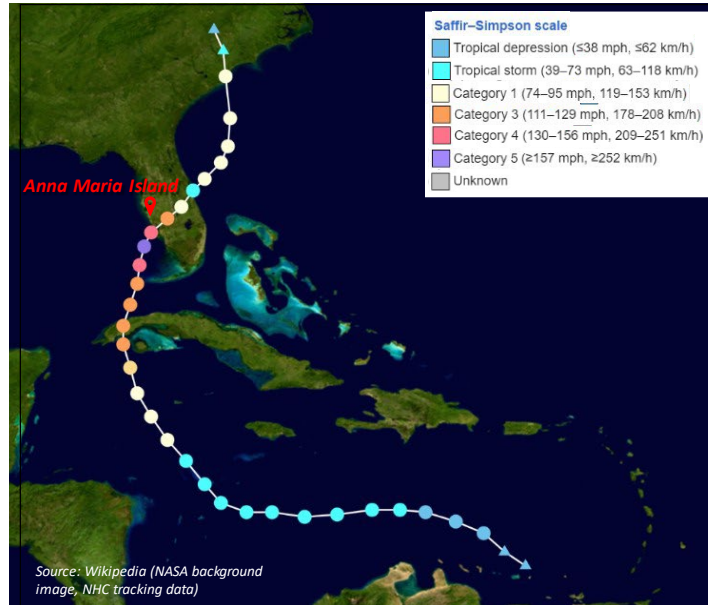 Saffir–Simpson scale
Tropical depression (≤38 mph, ≤62 km/h)
Tropical storm (39–73 mph, 63–118 km/h)
Category 1 (74–95 mph, 119–153 km/h)
Category 3 (111–129 mph, 178–208 km/h)
Category 4 (130–156 mph, 209–251 km/h)
Category 5 (≥157 mph, ≥252 km/h)
Unknown
Anna Maria Island
Source: Wikipedia (NASA background
image, NHC tracking data)